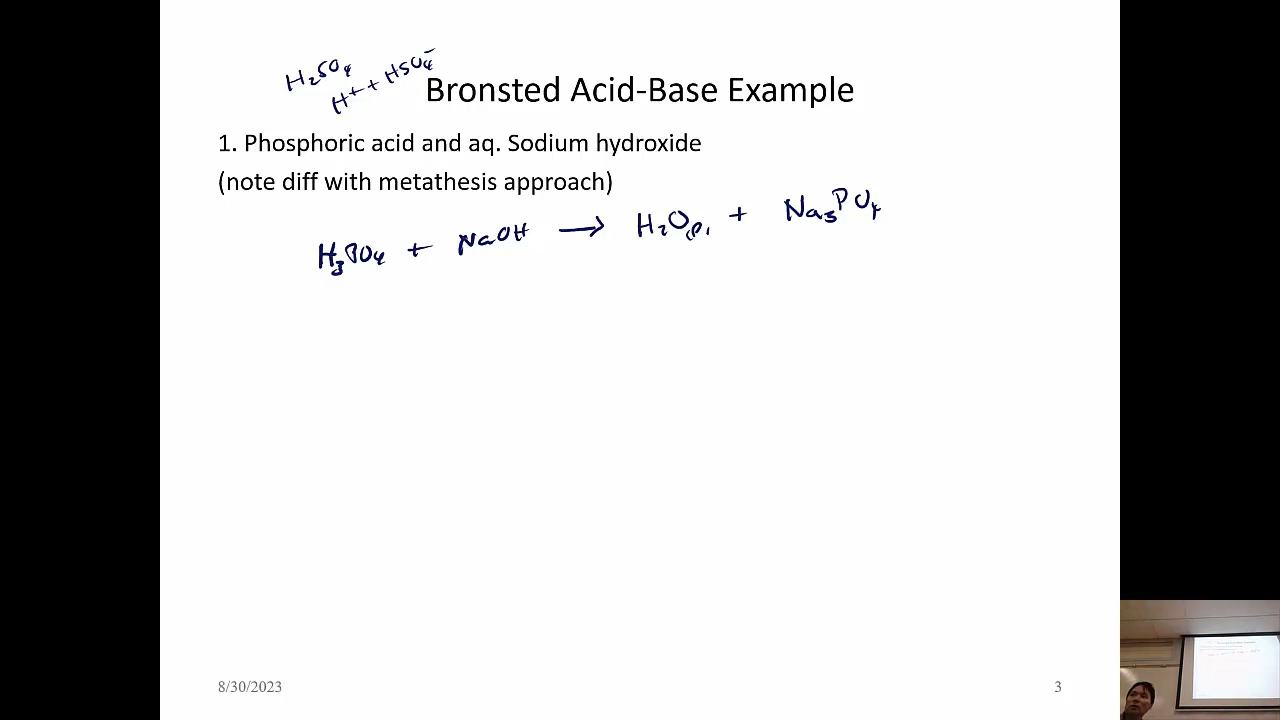 H₂SO₄
H⁺ + HSO₄⁻
Bronsted Acid-Base Example
1. Phosphoric acid and aq. Sodium hydroxide
(note diff with metathesis approach)
H₃PO₄ + NaOH → H₂O(l) + Na₃PO₄
8/30/2023
3